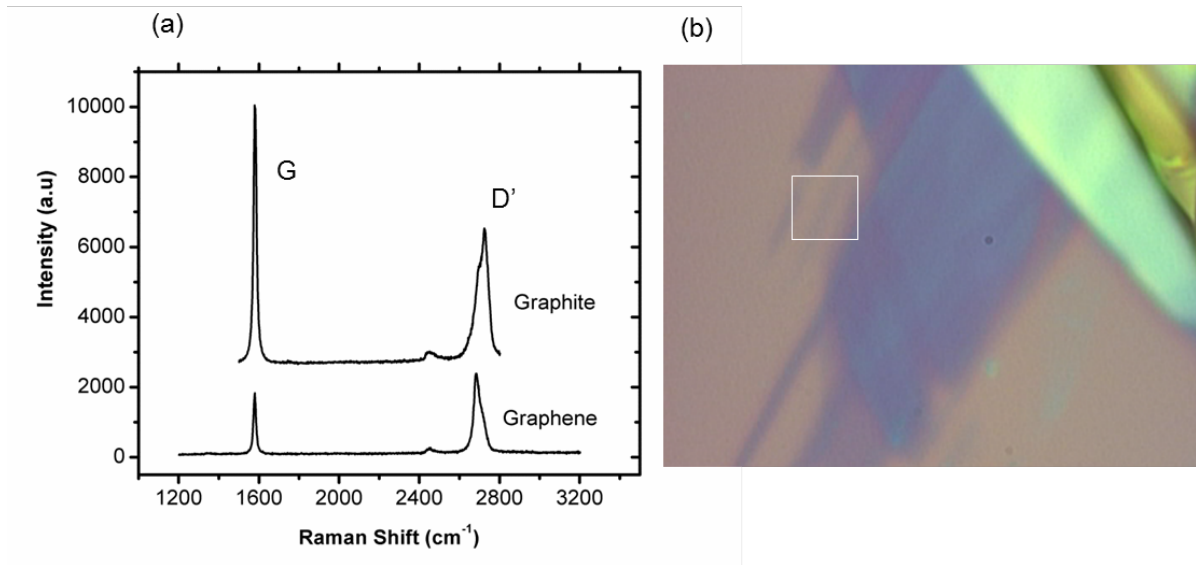 (a)
(b)
10000
8000
6000
4000
2000
0
Intensity (a.u)
G
D’
Graphite
Graphene
1200 1600 2000 2400 2800 3200
Raman Shift (cm-1)